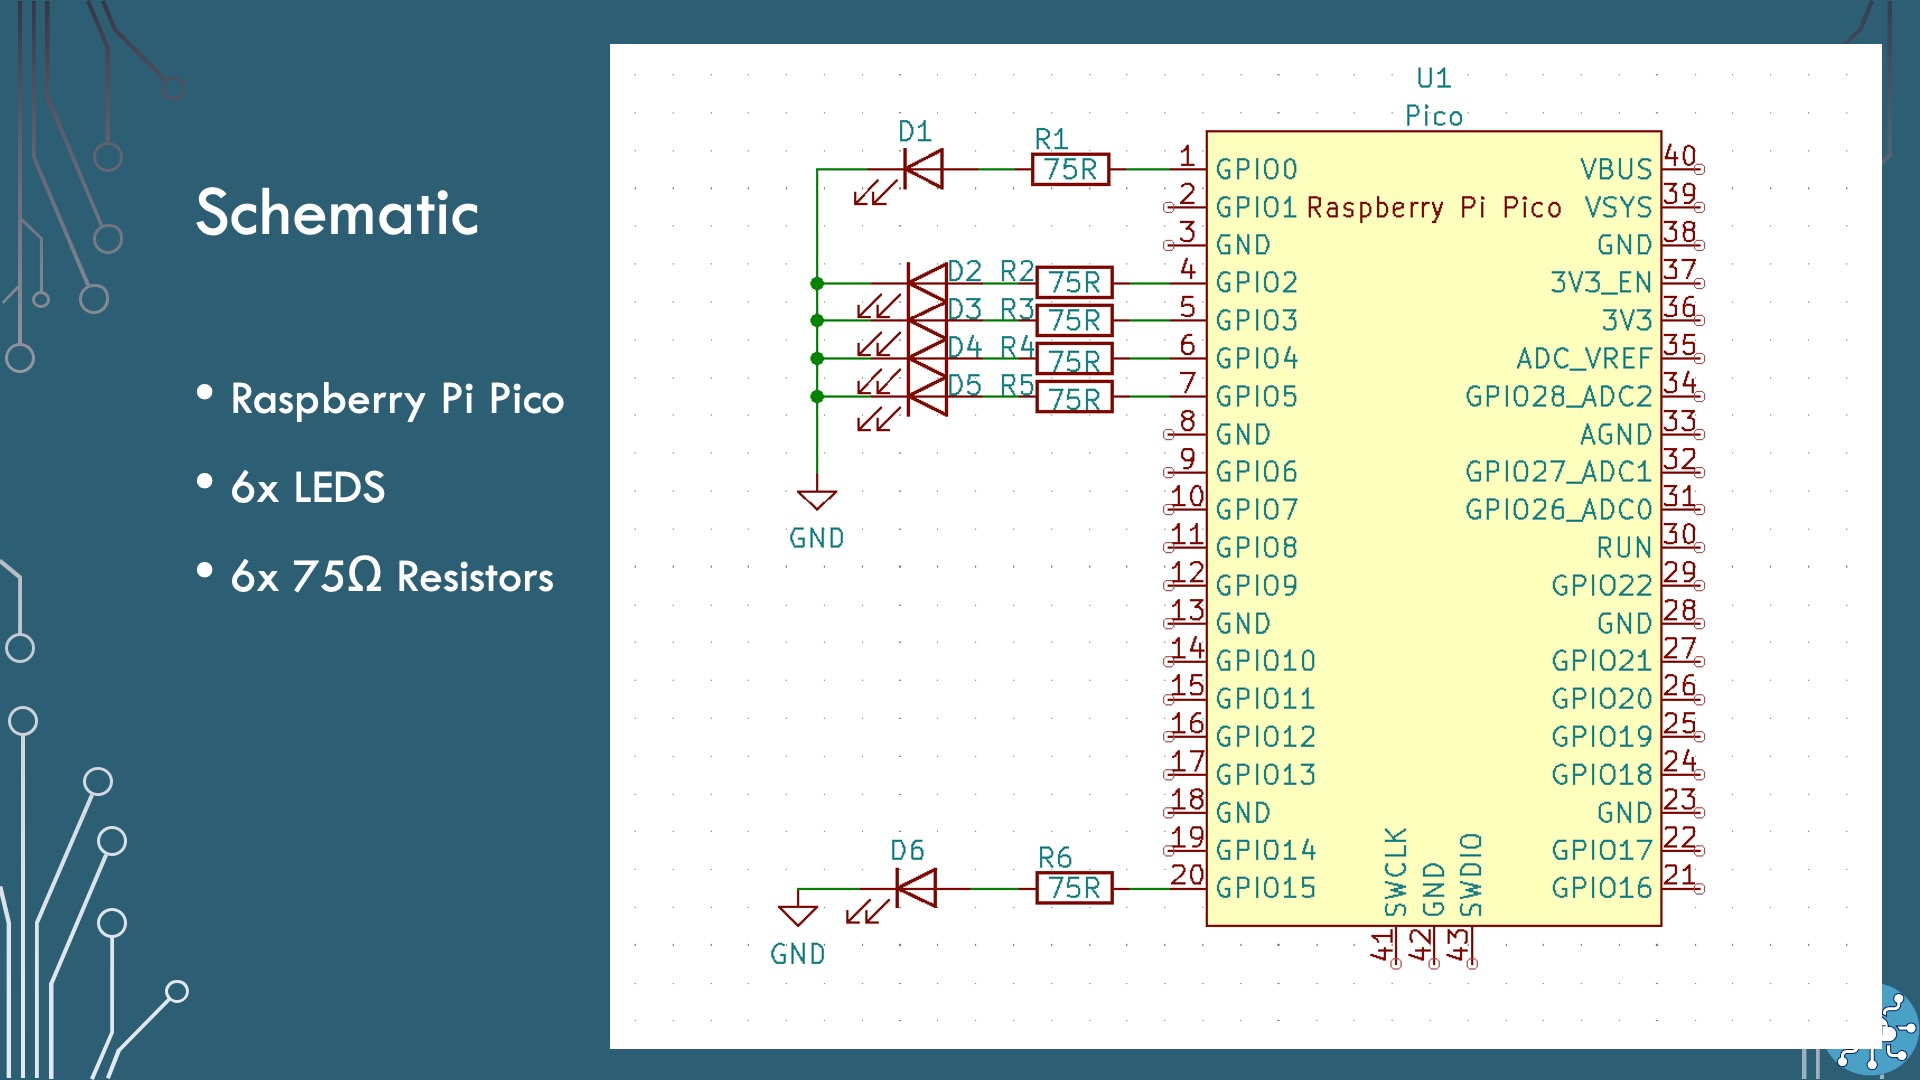 Schematic
• Raspberry Pi Pico
• 6x LEDS
• 6x 75Ω Resistors
U1
Pico
Raspberry Pi Pico
D1 R1 75R 1 GPIO0
2 GPIO1
3 GND
D2 R2 75R 4 GPIO2
D3 R3 75R 5 GPIO3
D4 R4 75R 6 GPIO4
D5 R5 75R 7 GPIO5
8 GND
9 GPIO6
10 GPIO7
GND
11 GPIO8
12 GPIO9
13 GND
14 GPIO10
15 GPIO11
16 GPIO12
17 GPIO13
18 GND
19 GPIO14
D6 R6 75R 20 GPIO15
GND
VBUS 40
VSYS 39
GND 38
3V3_EN 37
3V3 36
ADC_VREF 35
GPIO28_ADC2 34
AGND 33
GPIO27_ADC1 32
GPIO26_ADC0 31
RUN 30
GPIO22 29
GND 28
GPIO21 27
GPIO20 26
GPIO19 25
GPIO18 24
GND 23
GPIO17 22
GPIO16 21
SWCLK 41
GND 42
SWDIO 43